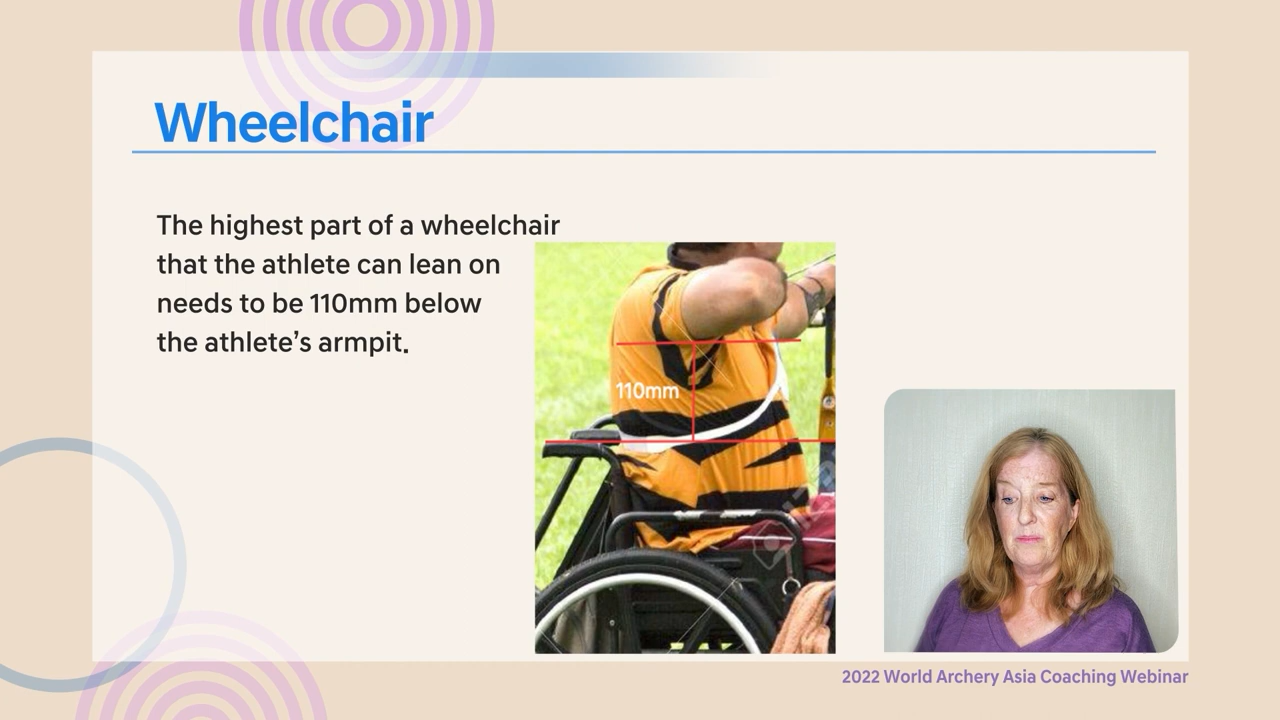 Wheelchair
The highest part of a wheelchair
that the athlete can lean on
needs to be 110mm below
the athlete's armpit.
110mm
2022 World Archery Asia Coaching Webinar